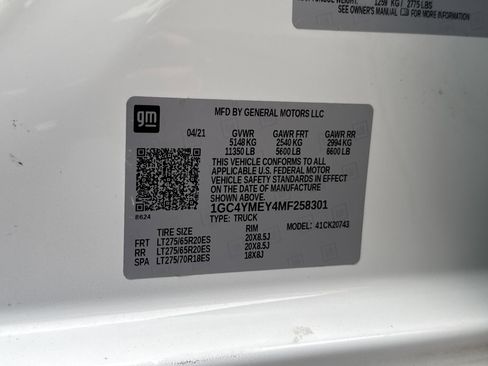 1259 KG / 2775 LBS
SEE OWNER'S MANUAL FOR MORE INFORMATION
gm
MFD BY GENERAL MOTORS LLC
04/21 GVWR GAWR FRT GAWR RR
5148 KG 2540 KG 2994 KG
11350 LB 5600 LB 6600 LB
THIS VEHICLE CONFORMS TO ALL
APPLICABLE U.S. FEDERAL MOTOR
VEHICLE SAFETY STANDARDS IN
EFFECT ON THE DATE OF MANUFACTURE
SHOWN ABOVE.
1GC4YMEY4MF258301
8624
TYPE: TRUCK
MODEL: 41CK20743
TIRE SIZE RIM
FRT LT275/65R20ES 20X8.5J
RR LT275/65R20ES 20X8.5J
SPA LT275/70R18ES 18X8J